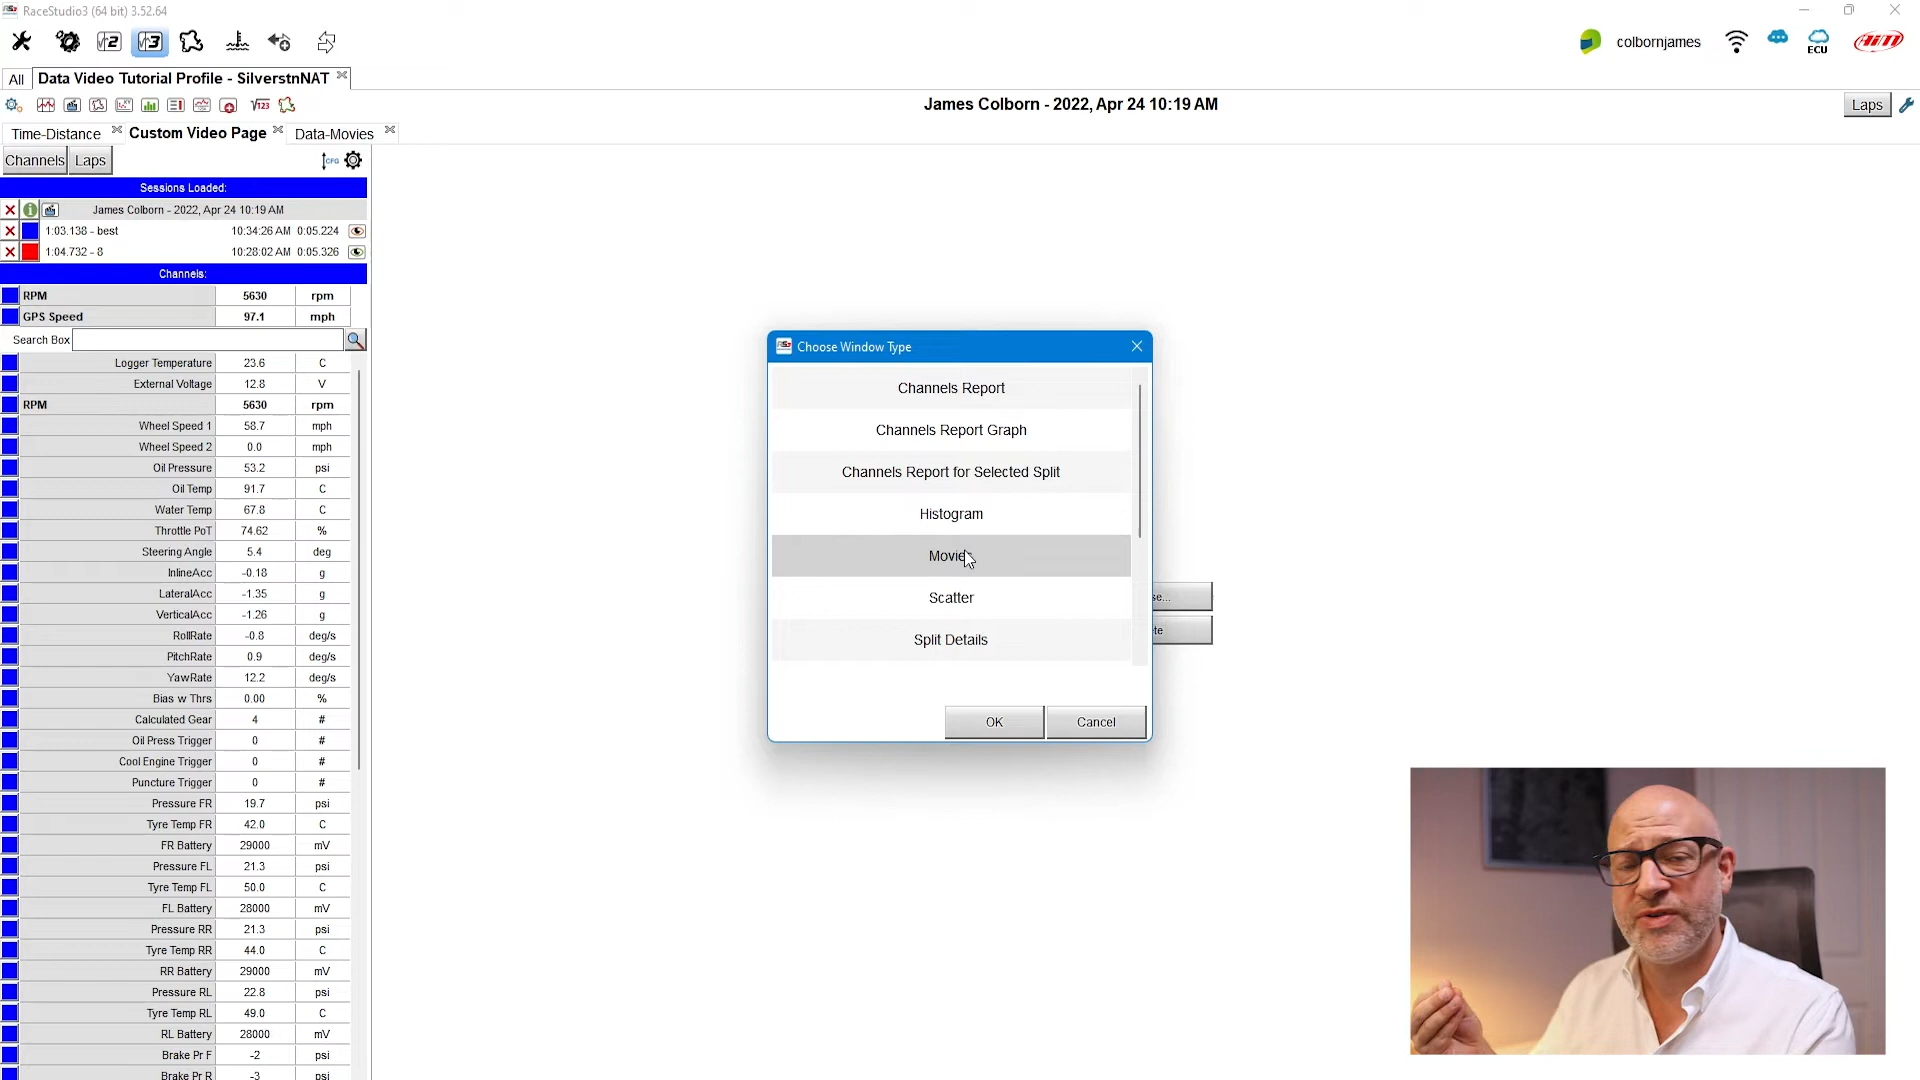 RaceStudio3 (64 bit) 3.52.64
colbornjames
ECU
AiM
All
Data Video Tutorial Profile - SilverstnNAT
James Colborn - 2022, Apr 24 10:19 AM
Laps
Time-Distance
Custom Video Page
Data-Movies
Channels
Laps
CFG
Sessions Loaded:
James Colborn - 2022, Apr 24 10:19 AM
1:03.138 - best 10:34:26 AM 0:05.224
1:04.732 - 8 10:28:02 AM 0:05.326
Channels:
RPM 5630 rpm
GPS Speed 97.1 mph
Search Box
Logger Temperature 23.6 C
External Voltage 12.8 V
RPM 5630 rpm
Wheel Speed 1 58.7 mph
Wheel Speed 2 0.0 mph
Oil Pressure 53.2 psi
Oil Temp 91.7 C
Water Temp 67.8 C
Throttle PoT 74.62 %
Steering Angle 5.4 deg
InlineAcc -0.18 g
LateralAcc -1.35 g
VerticalAcc -1.26 g
RollRate -0.8 deg/s
PitchRate 0.9 deg/s
YawRate 12.2 deg/s
Bias w Thrs 0.00 %
Calculated Gear 4 #
Oil Press Trigger 0 #
Cool Engine Trigger 0 #
Puncture Trigger 0 #
Pressure FR 19.7 psi
Tyre Temp FR 42.0 C
FR Battery 29000 mV
Pressure FL 21.3 psi
Tyre Temp FL 50.0 C
FL Battery 28000 mV
Pressure RR 21.3 psi
Tyre Temp RR 44.0 C
RR Battery 29000 mV
Pressure RL 22.8 psi
Tyre Temp RL 49.0 C
RL Battery 28000 mV
Brake Pr F -2 psi
Brake Pr R -3 psi
Choose Window Type
Channels Report
Channels Report Graph
Channels Report for Selected Split
Histogram
Movie
Scatter
Split Details
OK
Cancel